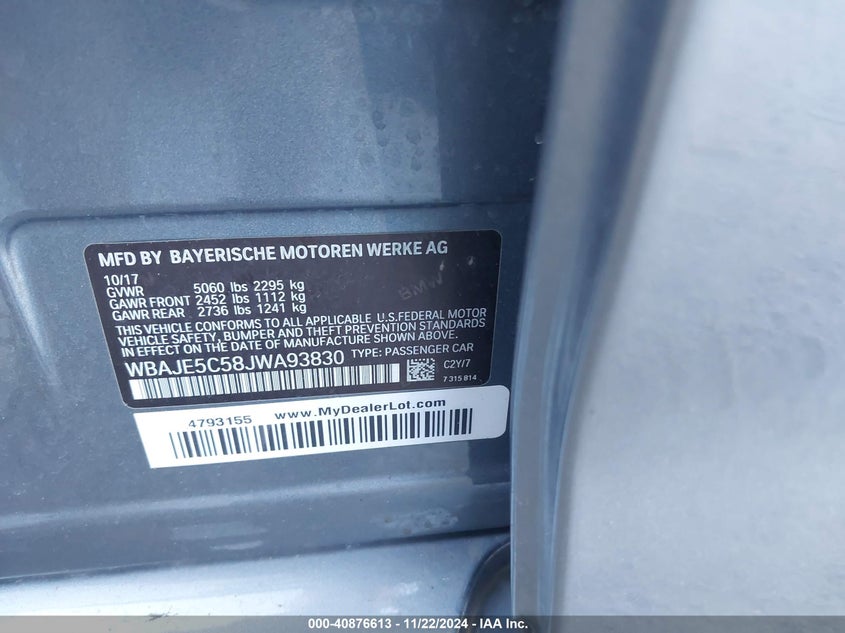 MFD BY BAYERISCHE MOTOREN WERKE AG
10/17
GVWR 5060 lbs 2295 kg
GAWR FRONT 2452 lbs 1112 kg
GAWR REAR 2736 lbs 1241 kg
THIS VEHICLE CONFORMS TO ALL APPLICABLE U.S.FEDERAL MOTOR
VEHICLE SAFETY, BUMPER, AND THEFT PREVENTION STANDARDS
IN EFFECT ON THE DATE OF MANUFACTURE SHOWN ABOVE.
WBAJE5C58JWA93830 TYPE: PASSENGER CAR
C2Y/7
7 315 814
BMW
4793155 www.MyDealerLot.com
000-40876613 - 11/22/2024 - IAA Inc.